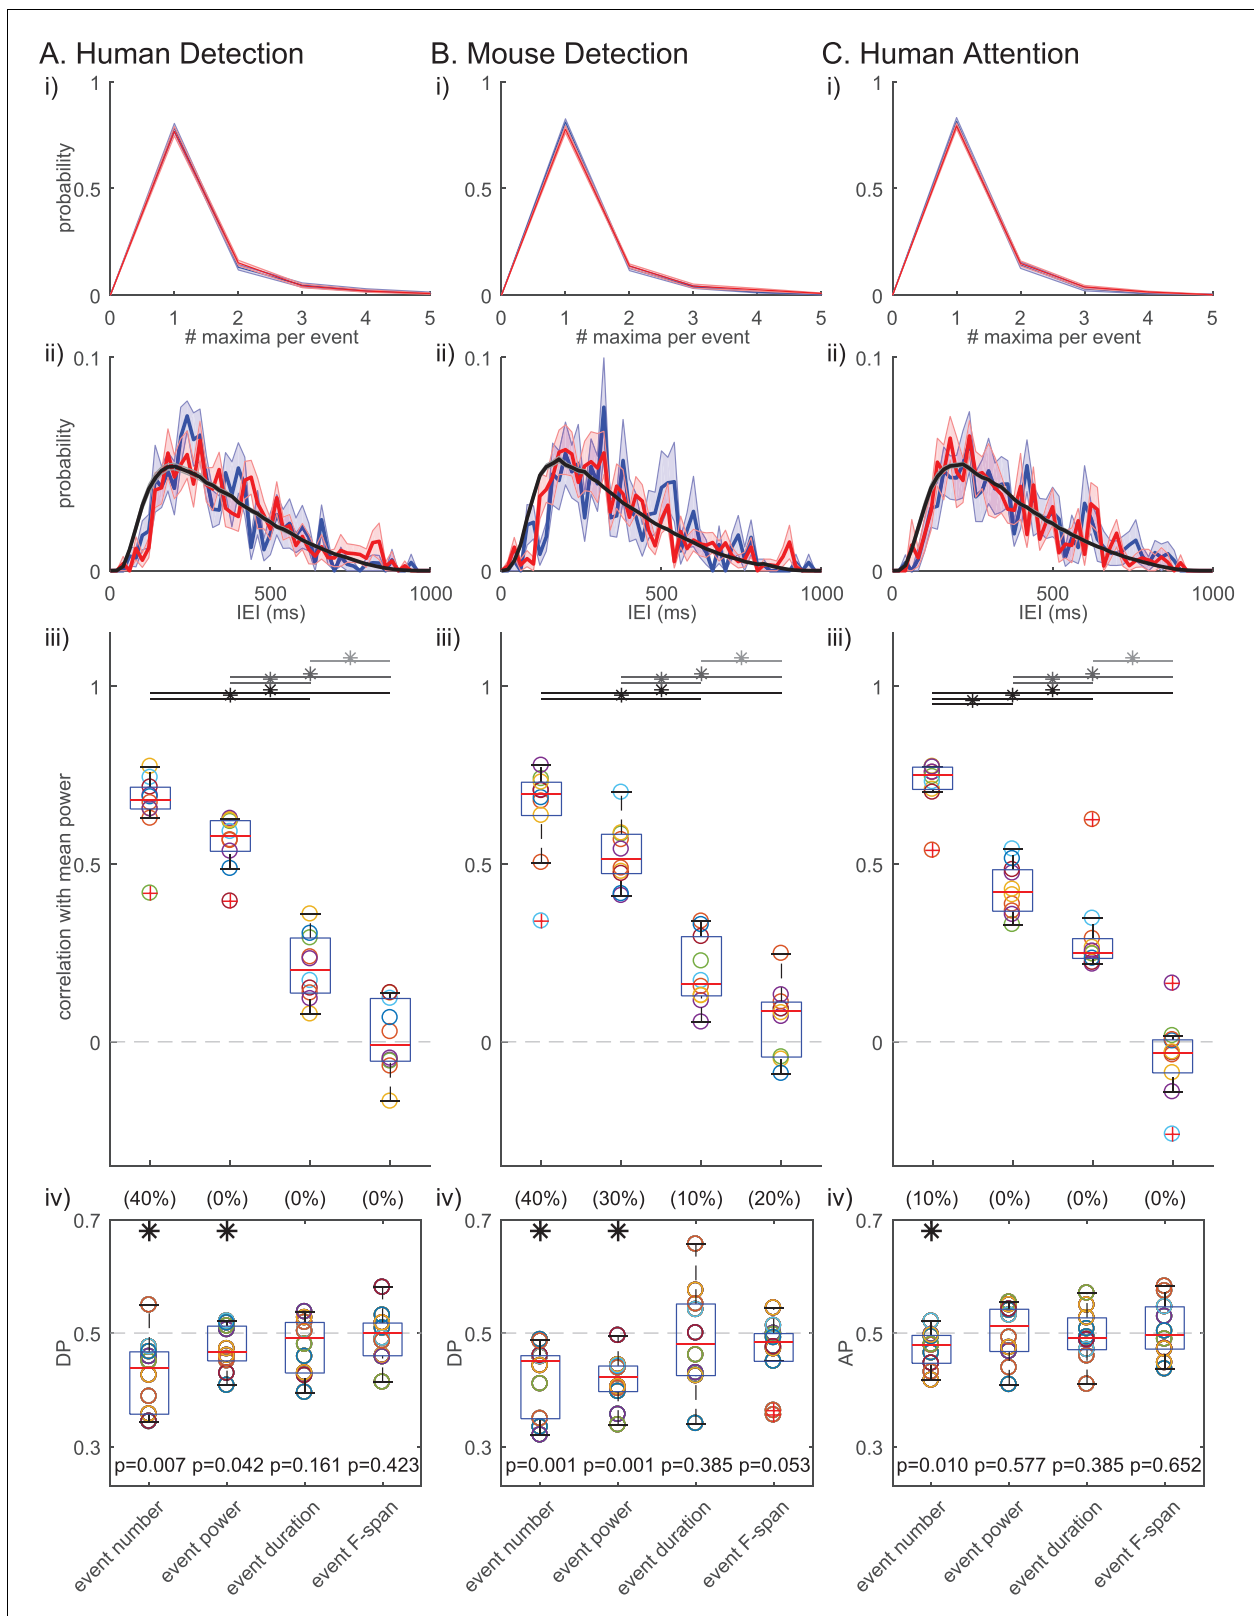 A. Human Detection B. Mouse Detection C. Human Attention
i) i) i)
1 1 1
probability
0.5 0.5 0.5
0 0 0
0 1 2 3 4 5 0 1 2 3 4 5 0 1 2 3 4 5
# maxima per event # maxima per event # maxima per event
ii) ii) ii)
0.1 0.1 0.1
probability
0 0 0
0 500 1000 0 500 1000 0 500 1000
IEI (ms) IEI (ms) IEI (ms)
iii) iii) iii)
1 1 1
correlation with mean power
0.5 0.5 0.5
0 0 0
iv) (40%) (0%) (0%) (0%) iv) (40%) (30%) (10%) (20%) iv) (10%) (0%) (0%) (0%)
0.7 0.7 0.7
DP DP AP
0.5 0.5 0.5
0.3 0.3 0.3
p=0.007 p=0.042 p=0.161 p=0.423 p=0.001 p=0.001 p=0.385 p=0.053 p=0.010 p=0.577 p=0.385 p=0.652
event number event power event duration event F-span event number event power event duration event F-span event number event power event duration event F-span